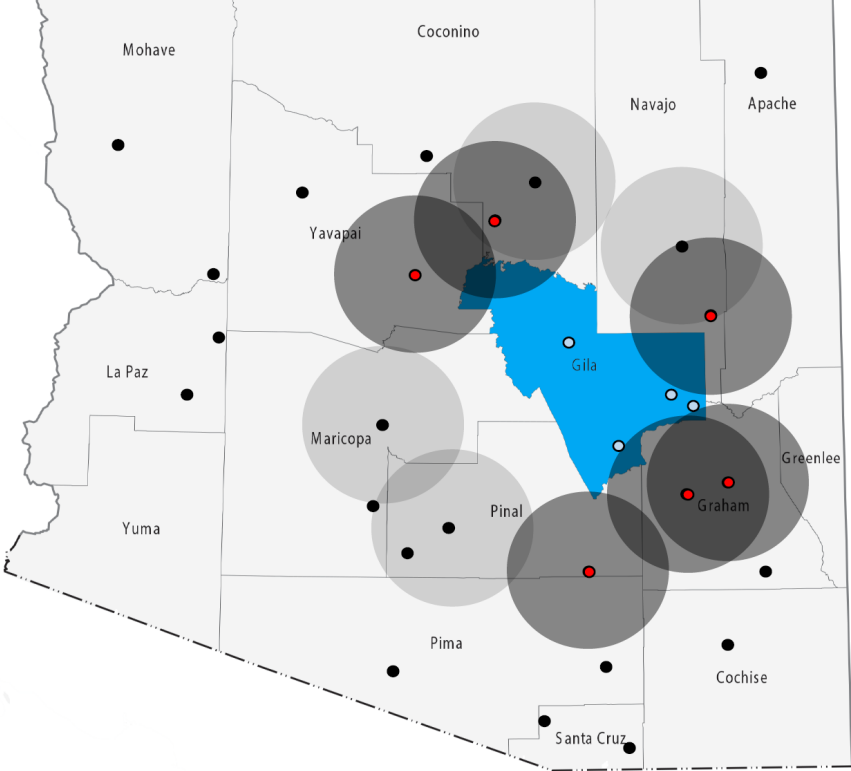 Coconino
Mohave
Navajo
Apache
Yavapai
Gila
La Paz
Maricopa
Greenlee
Graham
Pinal
Yuma
Pima
Cochise
Santa Cruz